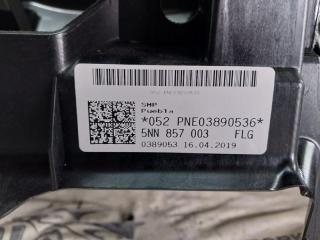 SMP
Puebla
*052 PNE03890536*
5NN 857 003 FLG
0389053 16.04.2019